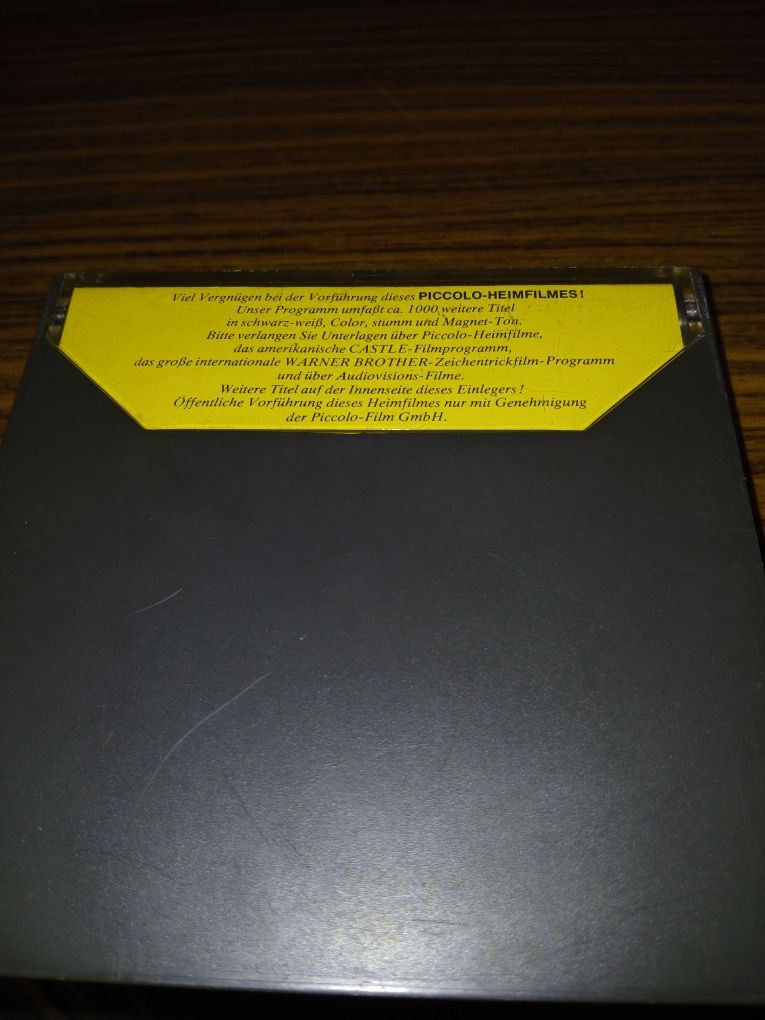 Viel Vergnügen bei der Vorführung dieses PICCOLO-HEIMFILMES!
Unser Programm umfaßt ca. 1000 weitere Titel
in schwarz-weiß, Color, stumm und Magnet-Ton.
Bitte verlangen Sie Unterlagen über Piccolo-Heimfilme,
das amerikanische CASTLE-Filmprogramm,
das große internationale WARNER BROTHER-Zeichentrickfilm-Programm
und über Audiovisions-Filme.
Weitere Titel auf der Innenseite dieses Einlegers!
Öffentliche Vorführung dieses Heimfilmes nur mit Genehmigung
der Piccolo-Film GmbH.